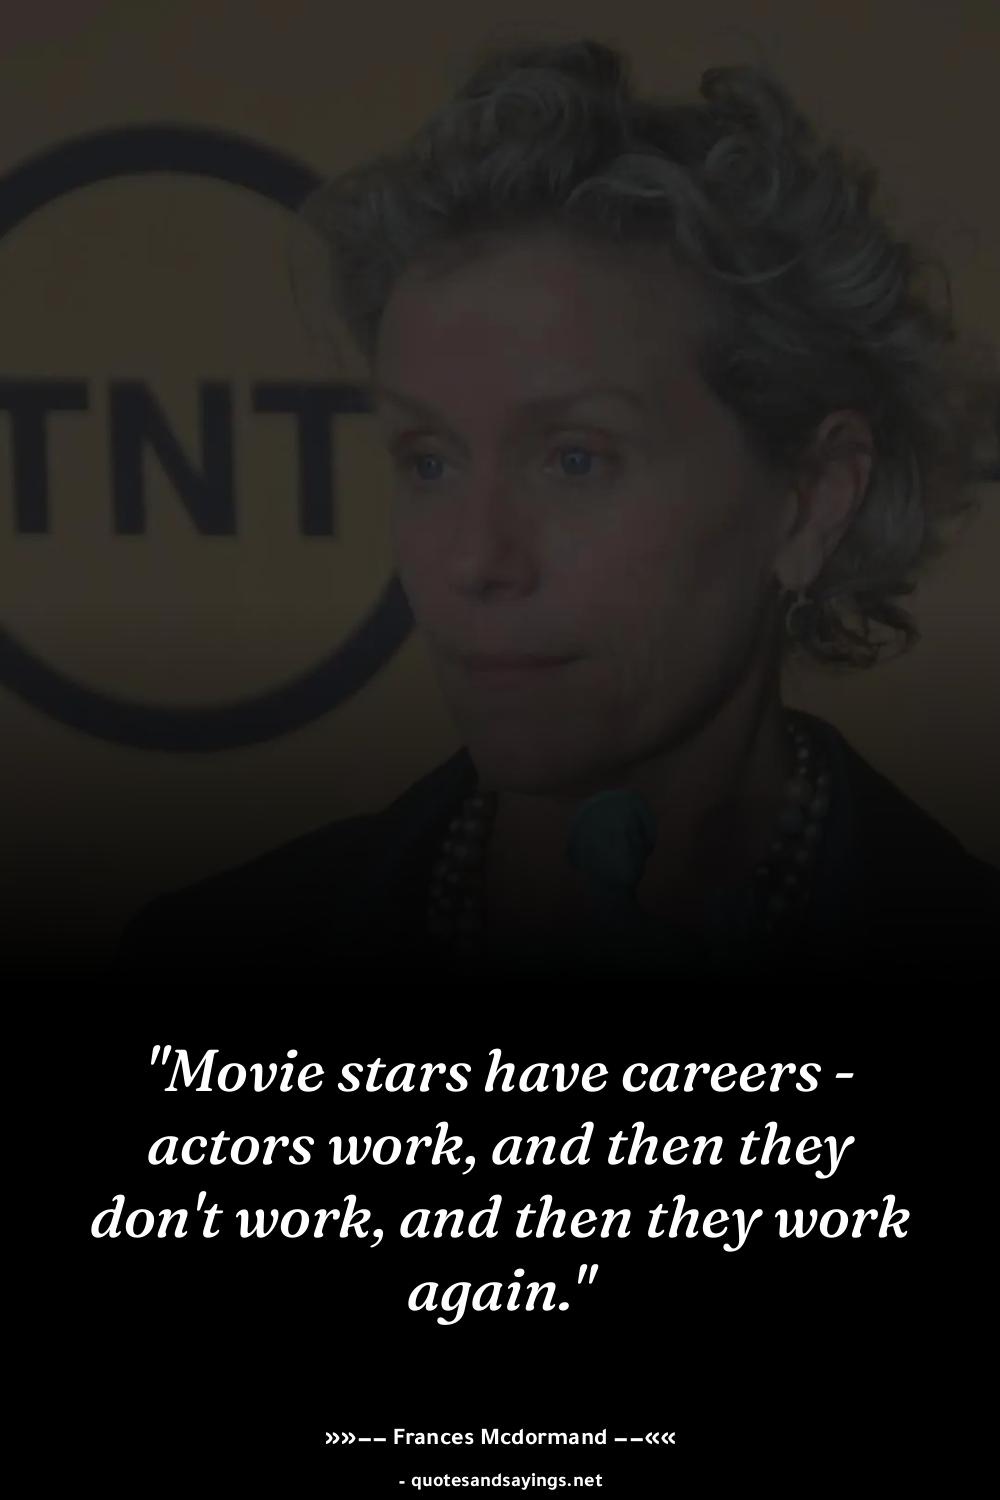 TNT
"Movie stars have careers -
actors work, and then they
don't work, and then they work
again."
»»–– Frances Mcdormand ––««
- quotesandsayings.net